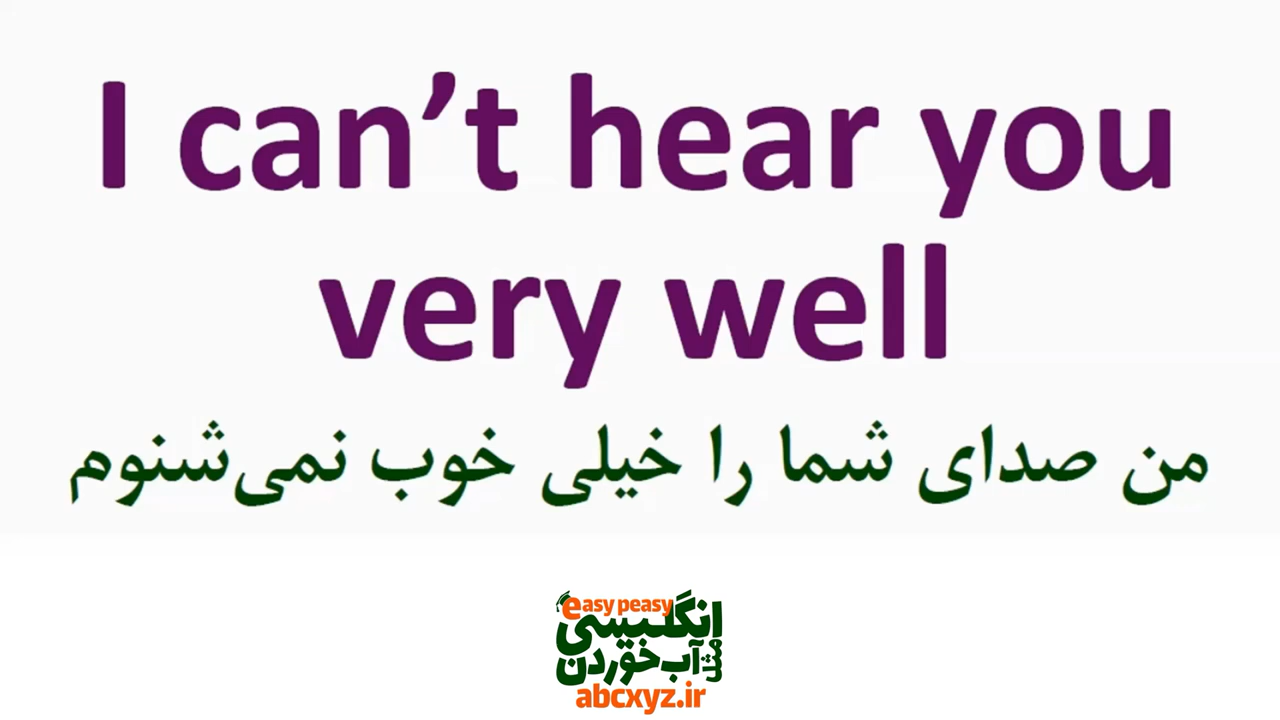 I can’t hear you
very well
من صدای شما را خیلی خوب نمی‌شنوم
easy peasy
انگلیسی
مثل آب خوردن
abcxyz.ir